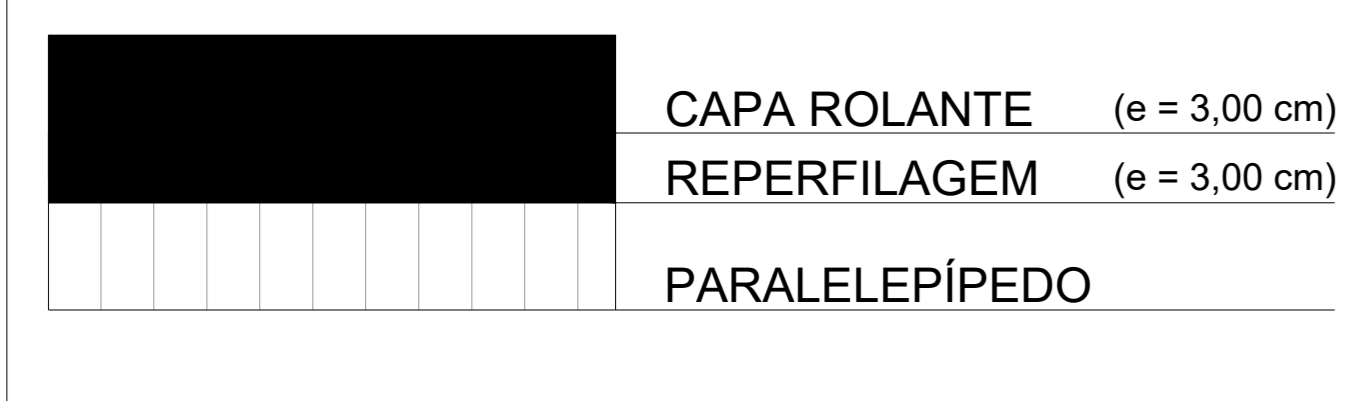 CAPA ROLANTE (e = 3,00 cm)
REPERFILAGEM (e = 3,00 cm)
PARALELEPÍPEDO